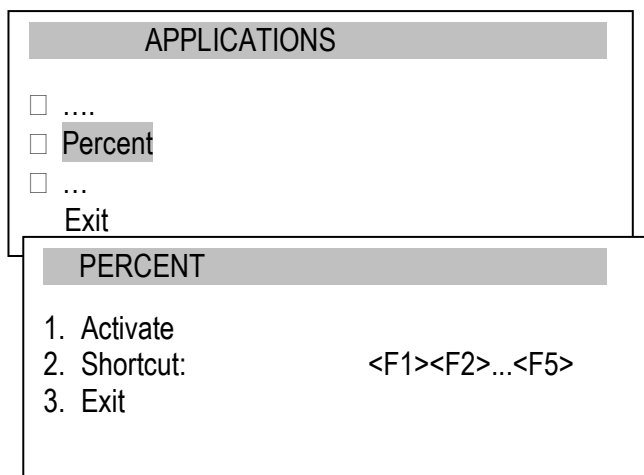 APPLICATIONS
☐ ….
☐ Percent
☐ …
Exit
PERCENT
1. Activate
2. Shortcut: <F1><F2>...<F5>
3. Exit